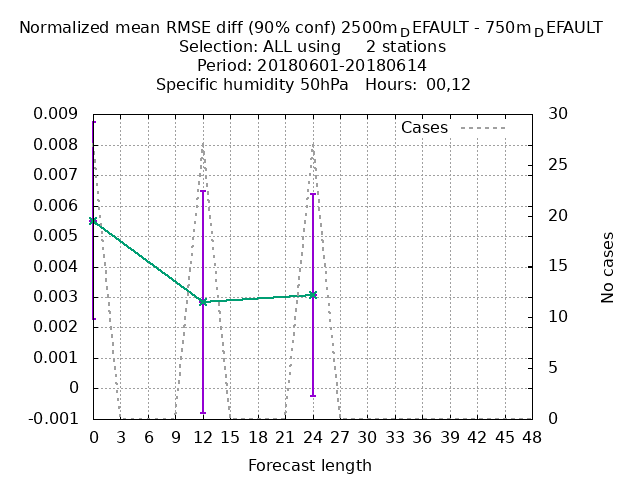 Normalized mean RMSE diff (90% conf) 2500m_DEFAULT - 750m_DEFAULT
Selection: ALL using 2 stations
Period: 20180601-20180614
Specific humidity 50hPa Hours: 00,12
Cases
0.009
0.008
0.007
0.006
0.005
0.004
0.003
0.002
0.001
0
-0.001
30
25
20
15
10
5
0
No cases
0 3 6 9 12 15 18 21 24 27 30 33 36 39 42 45 48
Forecast length